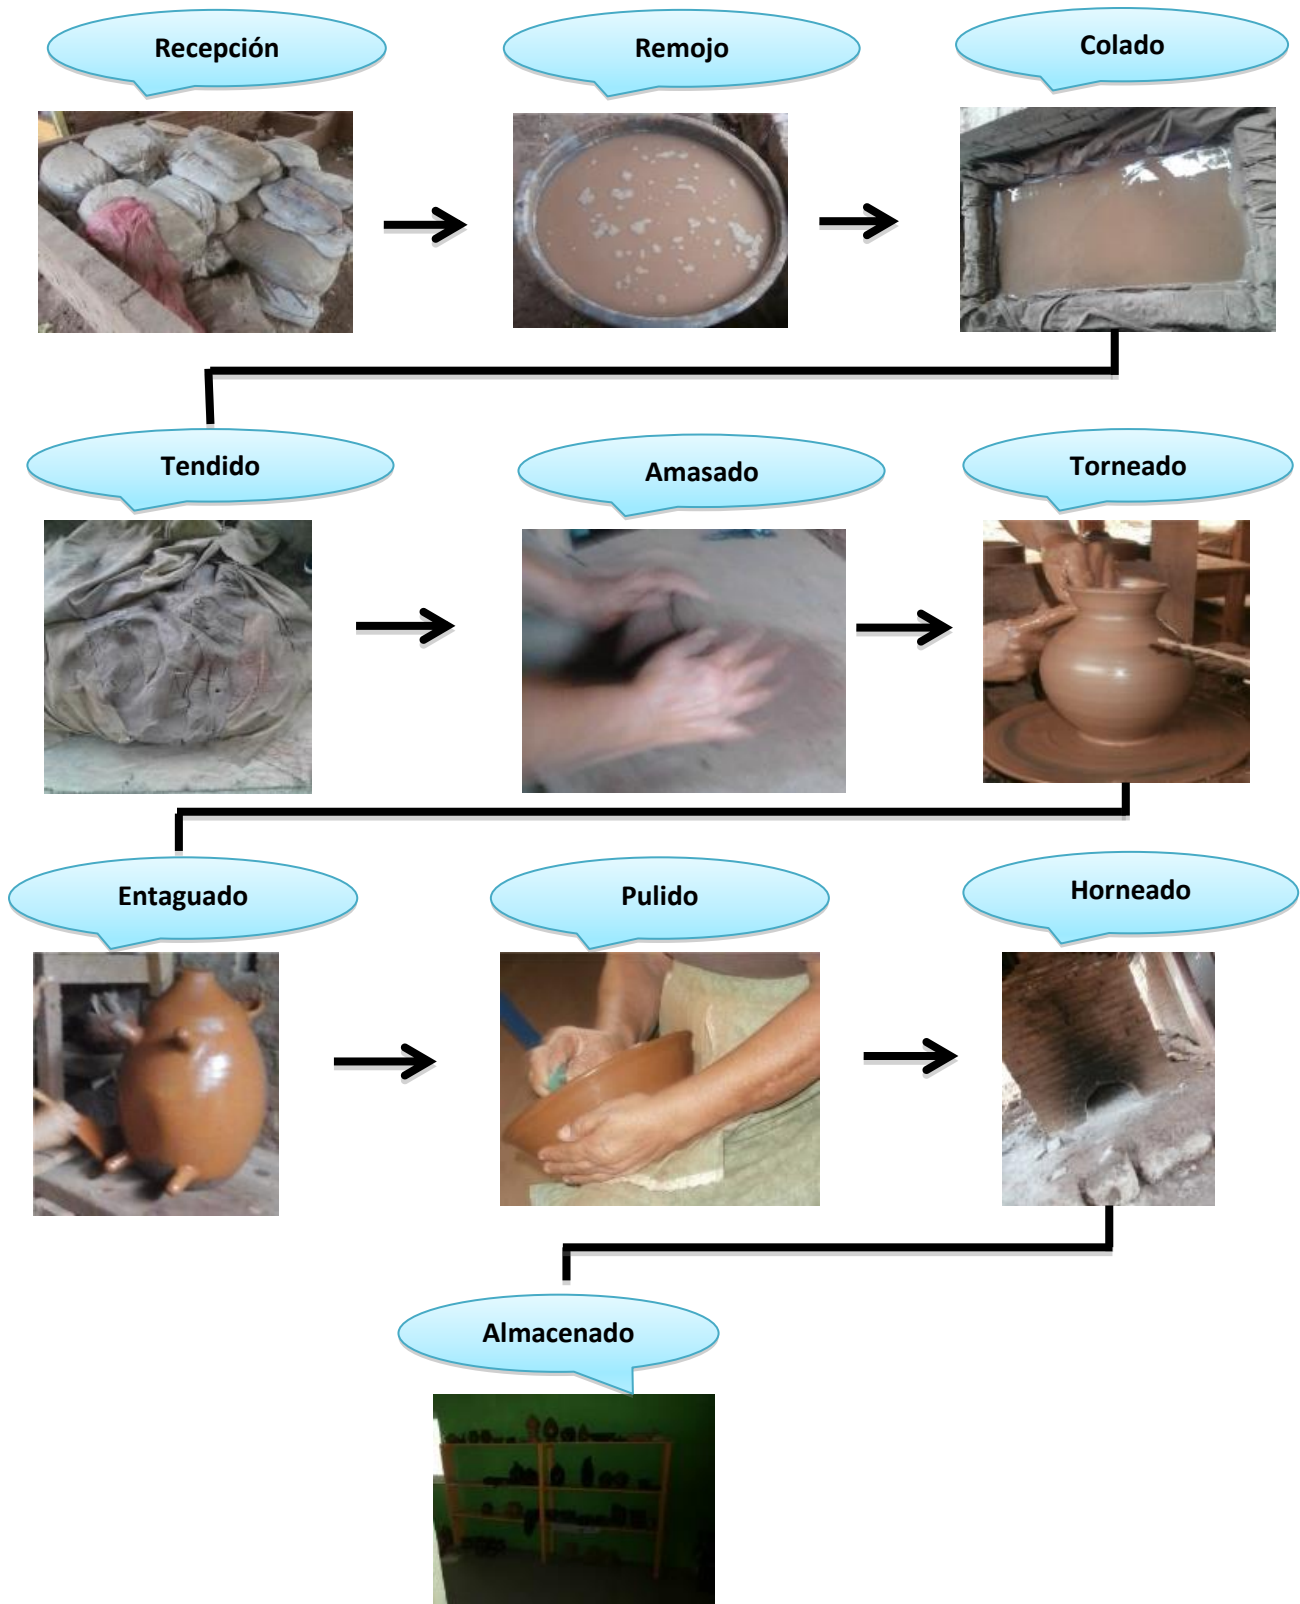 Recepción
Remojo
Colado
Tendido
Amasado
Torneado
Entaguado
Pulido
Horneado
Almacenado